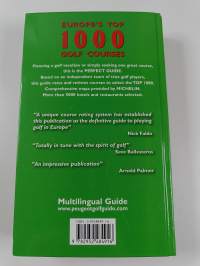 EUROPE'S TOP
1000
GOLF COURSES
Planning a golf vacation or simply seeking one great course,
this is the PERFECT GUIDE.
Based on an independent team of true golf players,
this guide rates and reviews courses to select the TOP 1000.
Comprehensive maps provided by MICHELIN.
More than 1000 hotels and restaurants selected.
"A unique course rating system has established
this publication as the definitive guide to playing
golf in Europe"
Nick Faldo
"Totally in tune with the spirit of golf"
Seve Ballesteros
"An impressive publication"
Arnold Palmer
Multilingual Guide
www.peugeotgolfguide.com